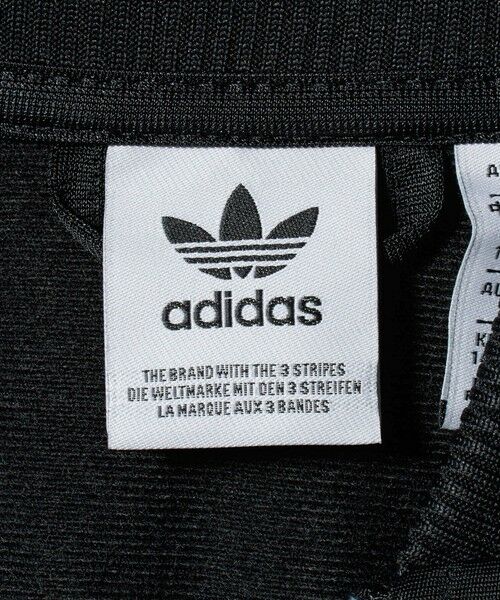 adidas
THE BRAND WITH THE 3 STRIPES
DIE WELTMARKE MIT DEN 3 STREIFEN
LA MARQUE AUX 3 BANDES